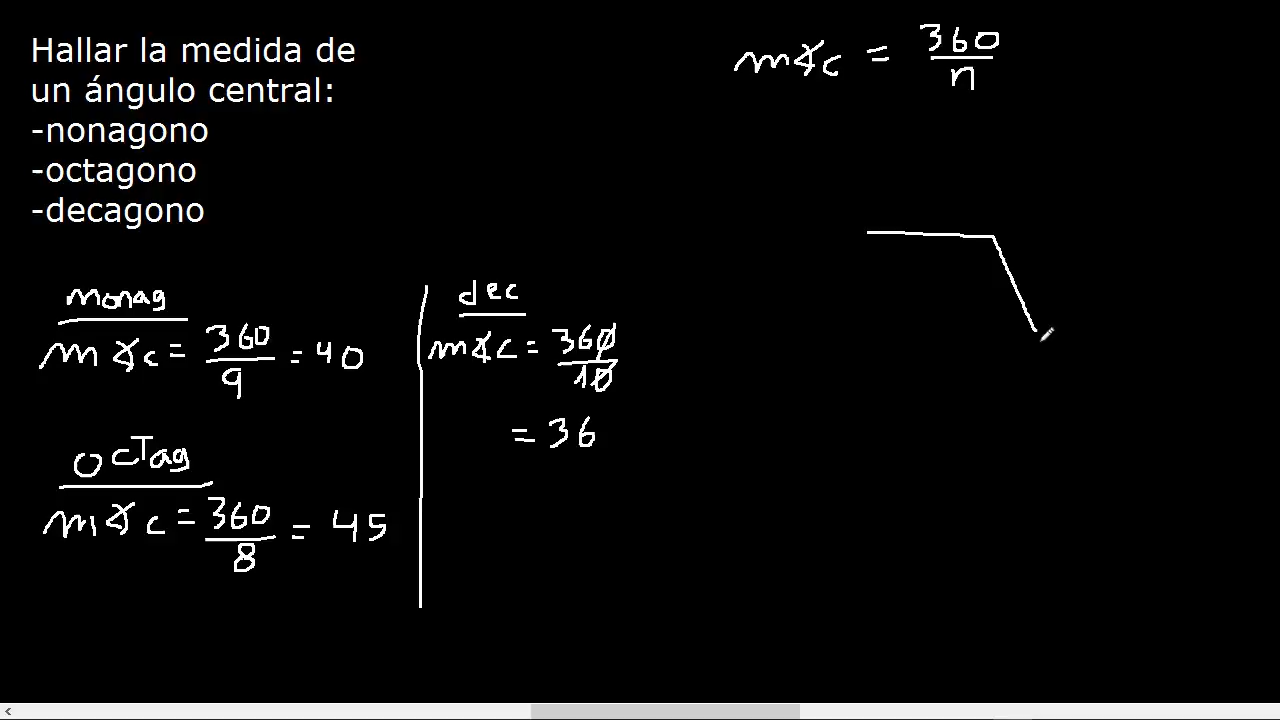 Hallar la medida de
un ángulo central:
-nonagono
-octagono
-decagono
m∢c = 360/n
nonag
m∢c = 360/9 = 40
octag
m∢c = 360/8 = 45
dec
m∢c = 360/10
= 36